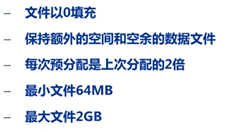 – 文件以0填充
– 保持额外的空间和空余的数据文件
– 每次预分配是上次分配的2倍
– 最小文件64MB
– 最大文件2GB